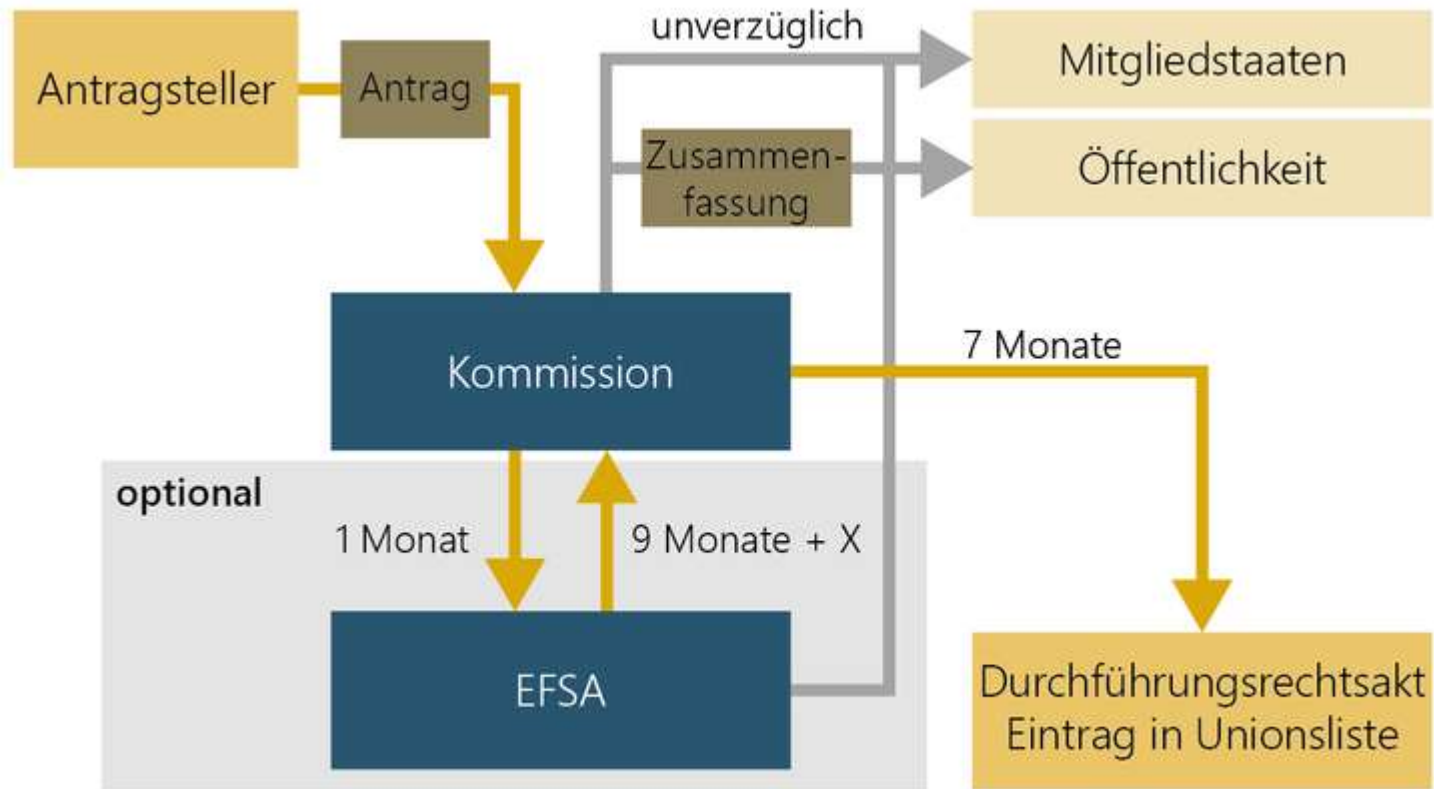 unverzüglich
Antragsteller
Antrag
Mitgliedstaaten
Zusammen-
fassung
Öffentlichkeit
Kommission
7 Monate
optional
1 Monat
9 Monate + X
EFSA
Durchführungsrechtsakt
Eintrag in Unionsliste